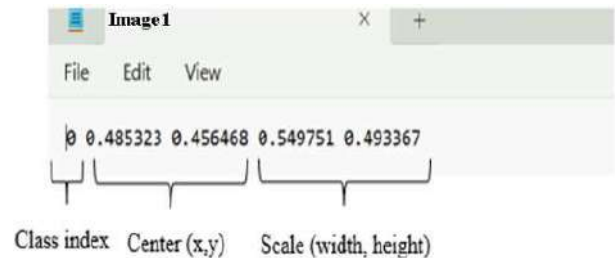 Image1 × +
File Edit View
0 0.485323 0.456468 0.549751 0.493367
Class index Center (x,y) Scale (width, height)